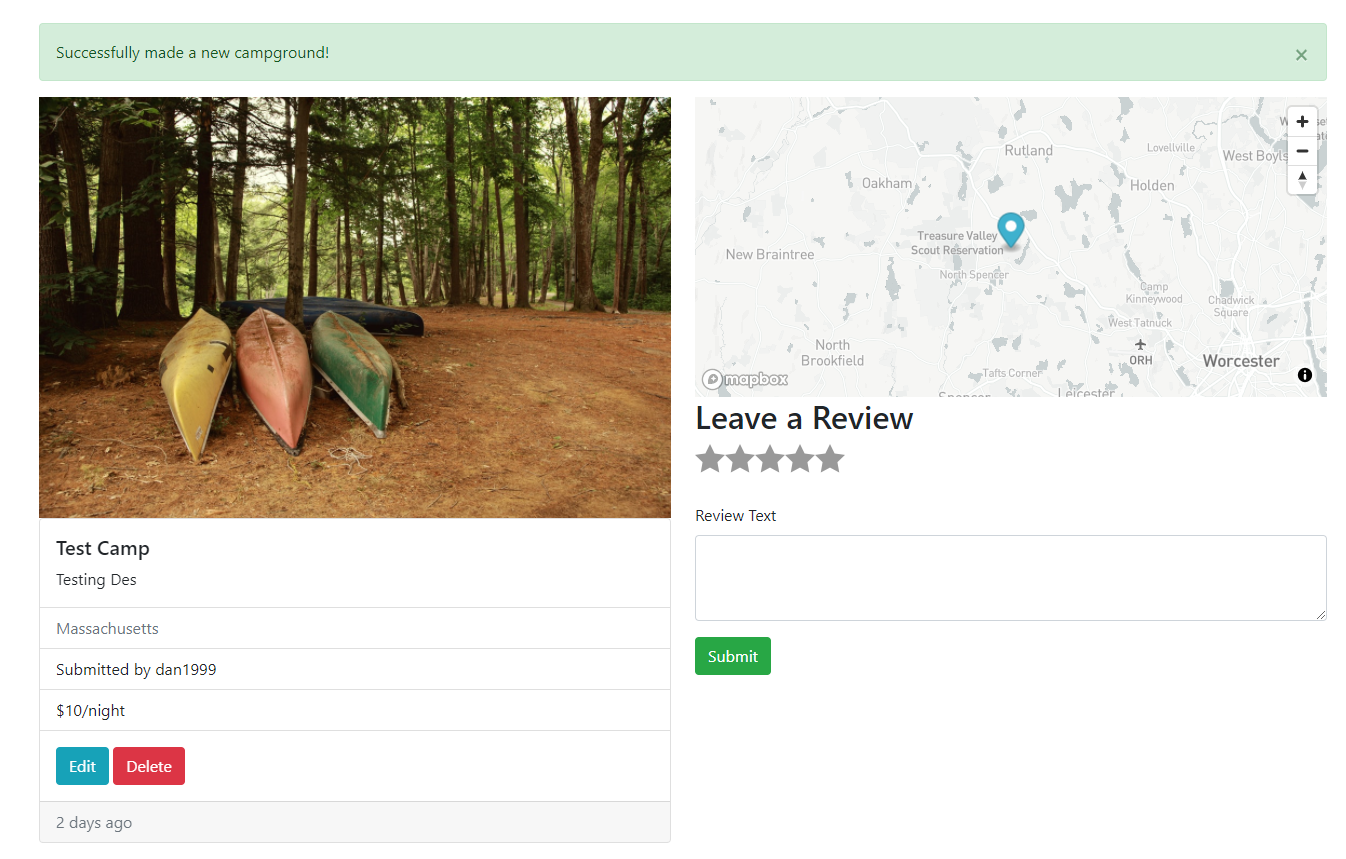 Successfully made a new campground!
×
Test Camp
Testing Des
Massachusetts
Submitted by dan1999
$10/night
Edit Delete
2 days ago
Rutland
Lovellville
West Boyls
Oakham
Holden
Treasure Valley
Scout Reservation
New Braintree
North Spencer
Camp
Kinneywood
Chadwick
Square
West Tatnuck
North
Brookfield
ORH
Worcester
Tafts Corner
Spencer
Leicester
mapbox
Leave a Review
Review Text
Submit